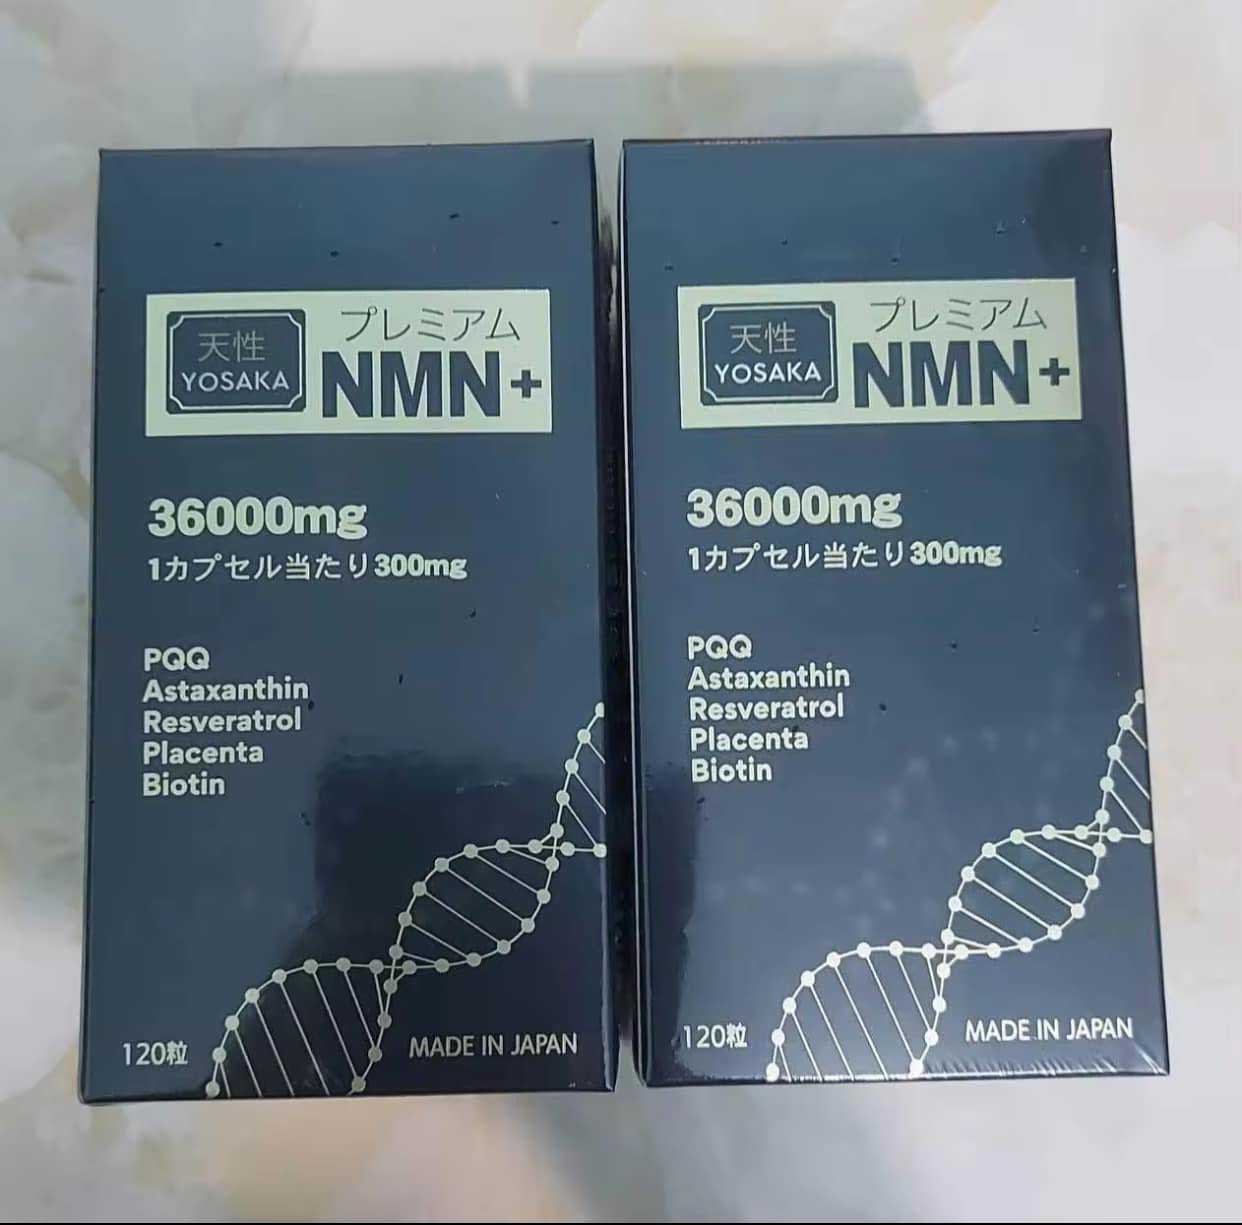 天性
YOSAKA
プレミアム
NMN+
36000mg
1カプセル当たり300mg
PQQ
Astaxanthin
Resveratrol
Placenta
Biotin
120粒
MADE IN JAPAN
天性
YOSAKA
プレミアム
NMN+
36000mg
1カプセル当たり300mg
PQQ
Astaxanthin
Resveratrol
Placenta
Biotin
120粒
MADE IN JAPAN